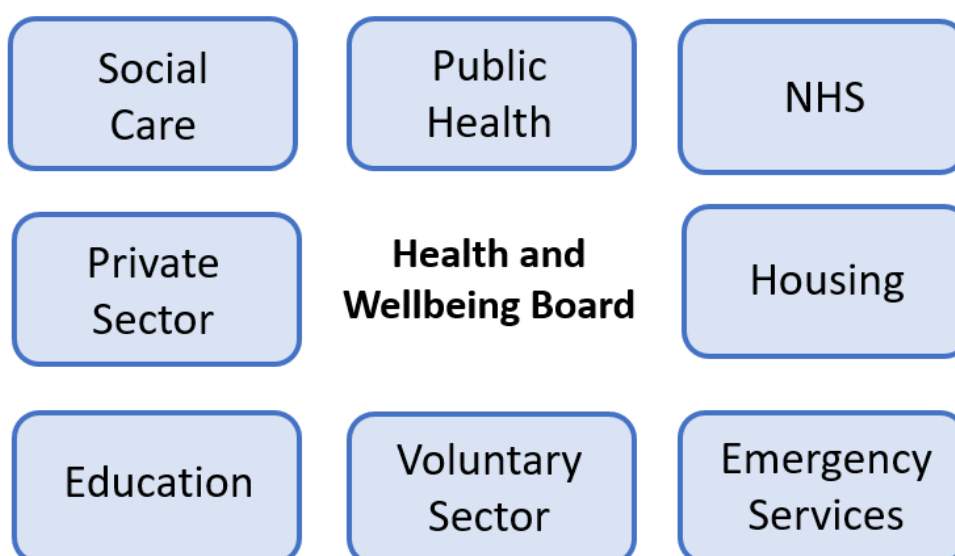 Social
Care
Public
Health
NHS
Private
Sector
Health and
Wellbeing Board
Housing
Education
Voluntary
Sector
Emergency
Services